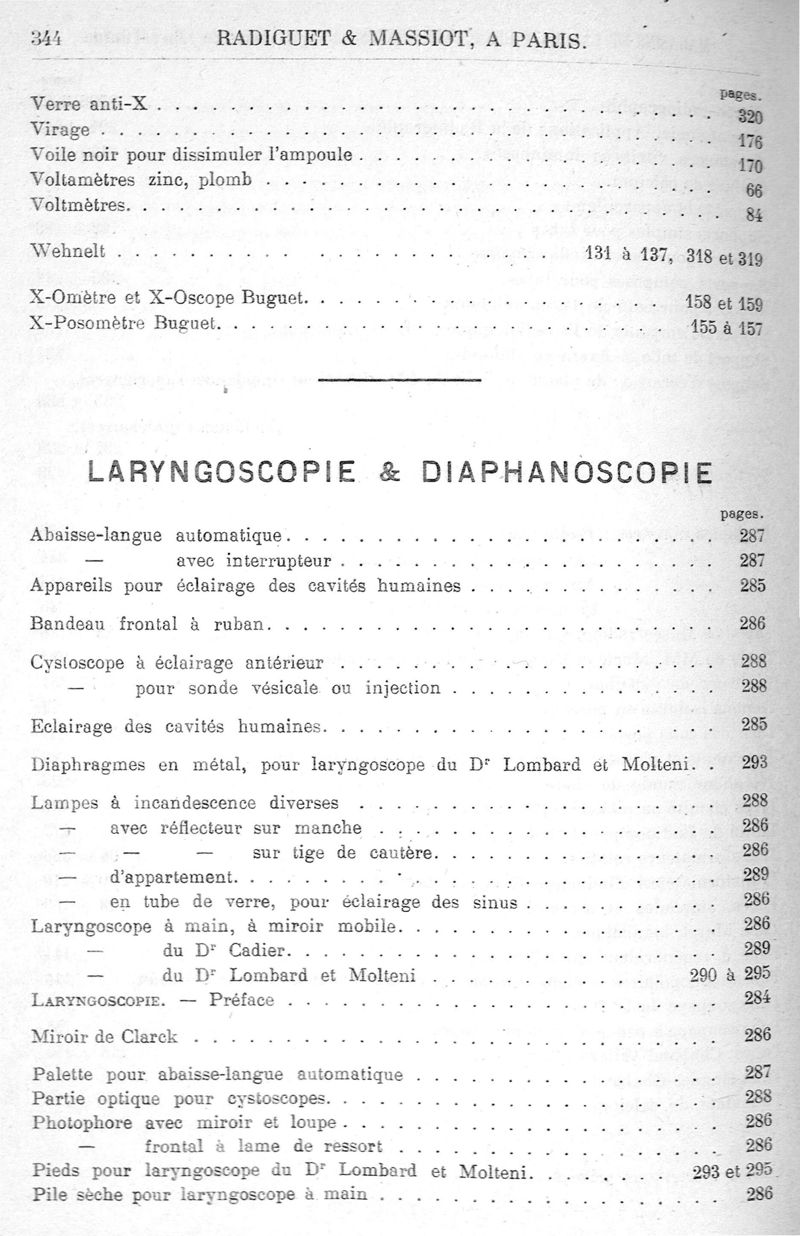 344 RADIGUET & MASSIOT, A PARIS.
pages.
Verre anti-X . . . . . . . . . . . . . . . . . . . . . . . . . . . . . . 320
Virage . . . . . . . . . . . . . . . . . . . . . . . . . . . . . . . . 176
Voile noir pour dissimuler l'ampoule . . . . . . . . . . . . . . . . . 170
Voltamètres zinc, plomb . . . . . . . . . . . . . . . . . . . . . . . 66
Voltmètres. . . . . . . . . . . . . . . . . . . . . . . . . . . . . . 84
Wehnelt . . . . . . . . . . . . . . . . . . . 131 à 137, 318 et 319
X-Omètre et X-Oscope Buguet. . . . . . . . . . . . . . . . 158 et 159
X-Posomètre Buguet. . . . . . . . . . . . . . . . . . . . 155 à 157
LARYNGOSCOPIE & DIAPHANOSCOPIE
pages.
Abaisse-langue automatique. . . . . . . . . . . . . . . . . . . . . . . . 287
— avec interrupteur . . . . . . . . . . . . . . . . . . . . . 287
Appareils pour éclairage des cavités humaines . . . . . . . . . . . . . . 285
Bandeau frontal à ruban. . . . . . . . . . . . . . . . . . . . . . . . . 286
Cystoscope à éclairage antérieur . . . . . . . . . . . . . . . . . . . . 288
— pour sonde vésicale ou injection . . . . . . . . . . . . . . . 288
Eclairage des cavités humaines. . . . . . . . . . . . . . . . . . . . . . 285
Diaphragmes en métal, pour laryngoscope du Dr Lombard et Molteni. . 293
Lampes à incandescence diverses . . . . . . . . . . . . . . . . . . . . 288
— avec réflecteur sur manche . . . . . . . . . . . . . . . . . . . 286
— — — sur tige de cautère. . . . . . . . . . . . . . . . 286
— d'appartement. . . . . . . . . . . . . . . . . . . . . . . . . . 289
— en tube de verre, pour éclairage des sinus . . . . . . . . . . . 286
Laryngoscope à main, à miroir mobile. . . . . . . . . . . . . . . . . . 286
— du Dr Cadier. . . . . . . . . . . . . . . . . . . . . . . . 289
— du Dr Lombard et Molteni . . . . . . . . . . . 290 à 295
LARYNGOSCOPIE. — Préface . . . . . . . . . . . . . . . . . . . . . . . 284
Miroir de Clarck . . . . . . . . . . . . . . . . . . . . . . . . . . . 286
Palette pour abaisse-langue automatique . . . . . . . . . . . . . . . . 287
Partie optique pour cystoscopes. . . . . . . . . . . . . . . . . . . . . 288
Photophore avec miroir et loupe . . . . . . . . . . . . . . . . . . . . 286
— frontal à lame de ressort . . . . . . . . . . . . . . . . . . 286
Pieds pour laryngoscope du Dr Lombard et Molteni. . . . . . . 293 et 295
Pile sèche pour laryngoscope à main . . . . . . . . . . . . . . . . . . 286